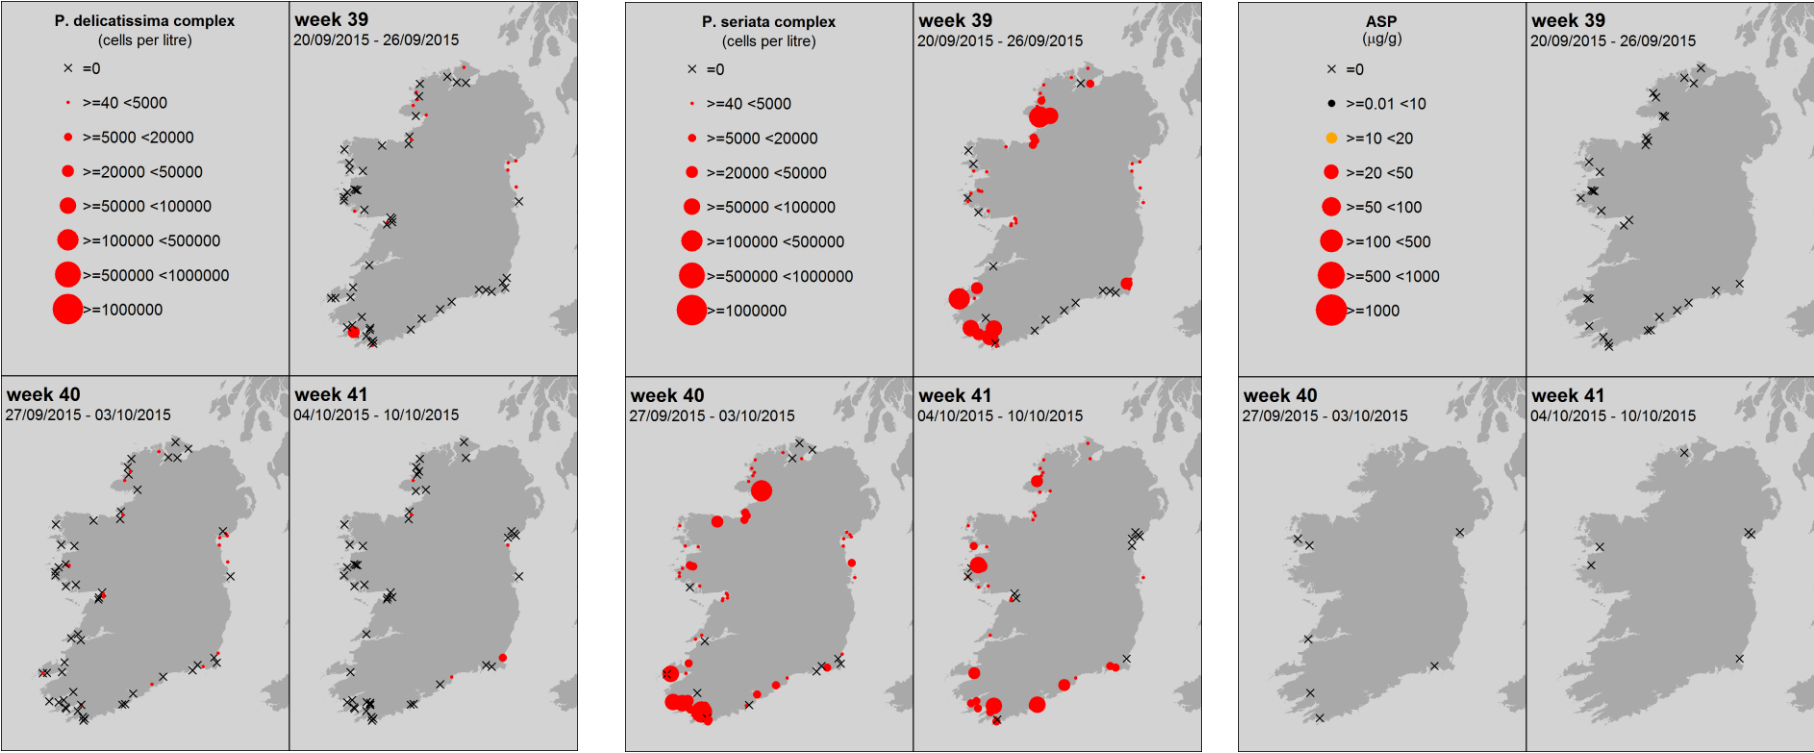 P. delicatissima complex
(cells per litre)
=0
>=40 <5000
>=5000 <20000
>=20000 <50000
>=50000 <100000
>=100000 <500000
>=500000 <1000000
>=1000000
week 39
20/09/2015 - 26/09/2015
week 40
27/09/2015 - 03/10/2015
week 41
04/10/2015 - 10/10/2015
P. seriata complex
(cells per litre)
=0
>=40 <5000
>=5000 <20000
>=20000 <50000
>=50000 <100000
>=100000 <500000
>=500000 <1000000
>=1000000
week 39
20/09/2015 - 26/09/2015
week 40
27/09/2015 - 03/10/2015
week 41
04/10/2015 - 10/10/2015
ASP
(µg/g)
=0
>=0.01 <10
>=10 <20
>=20 <50
>=50 <100
>=100 <500
>=500 <1000
>=1000
week 39
20/09/2015 - 26/09/2015
week 40
27/09/2015 - 03/10/2015
week 41
04/10/2015 - 10/10/2015